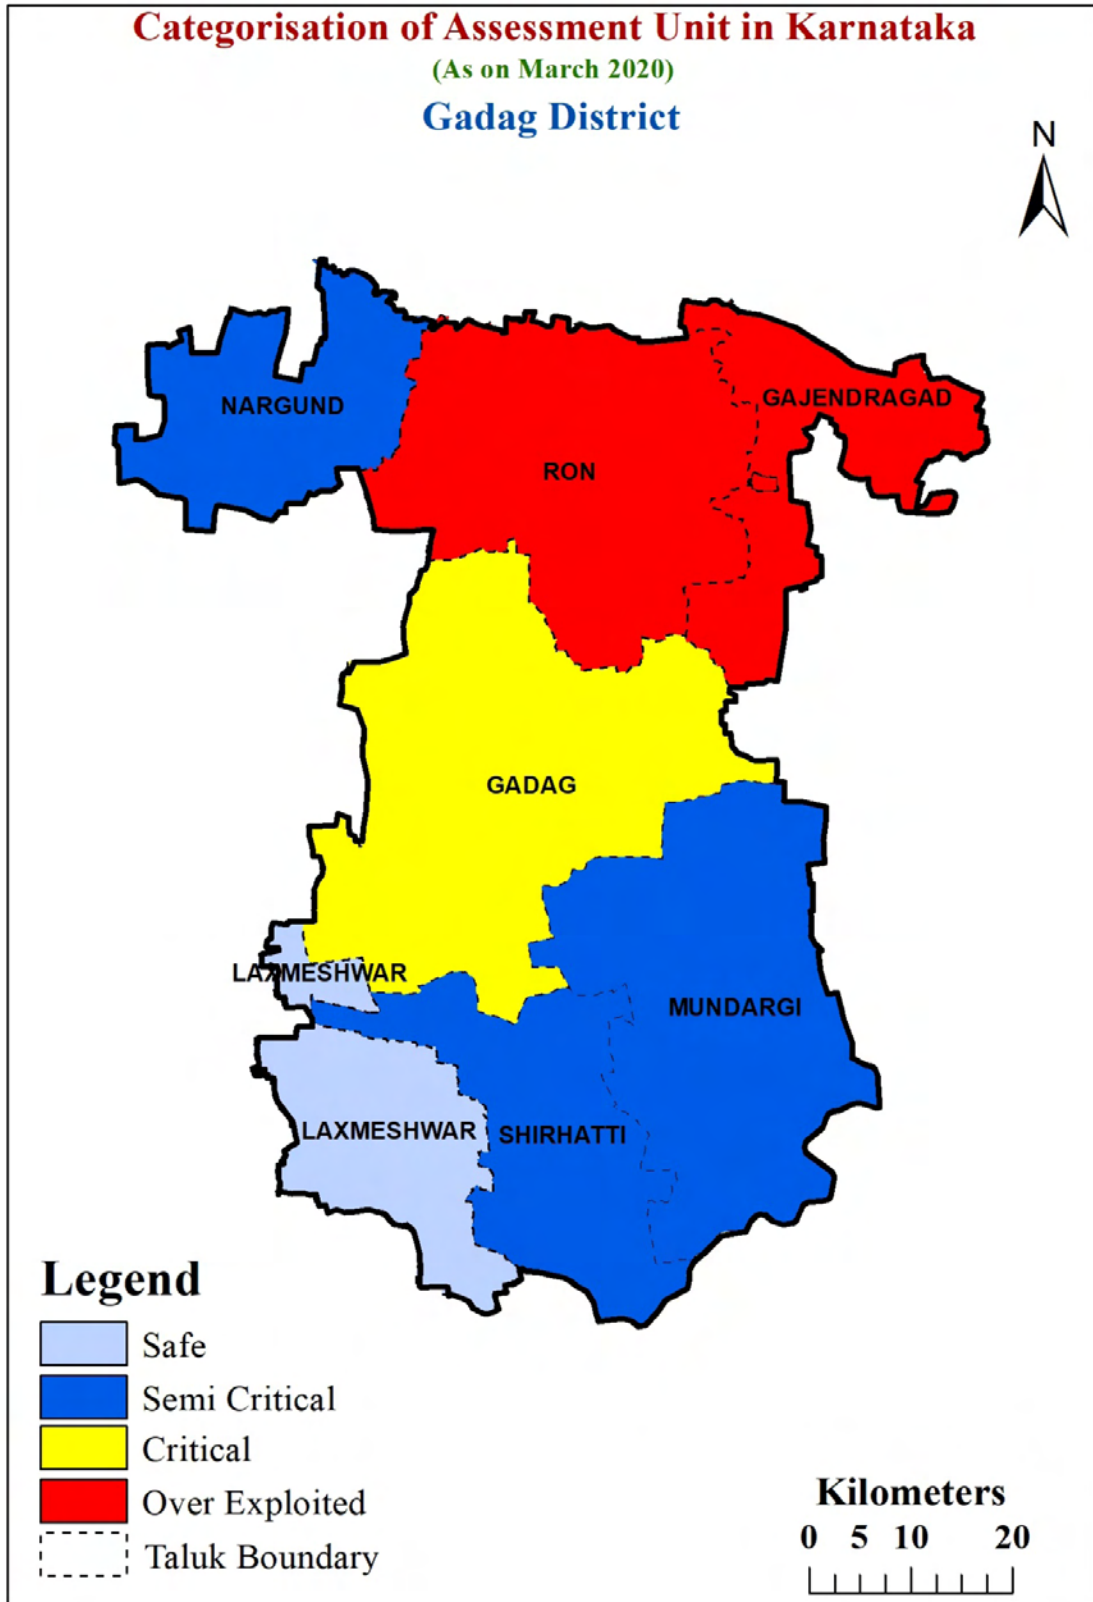 Categorisation of Assessment Unit in Karnataka
(As on March 2020)
Gadag District
N
NARGUND
GAJENDRAGAD
RON
GADAG
LAXMESHWAR
MUNDARGI
LAXMESHWAR
SHIRHATTI
Legend
Safe
Semi Critical
Critical
Over Exploited
Taluk Boundary
Kilometers
0 5 10 20